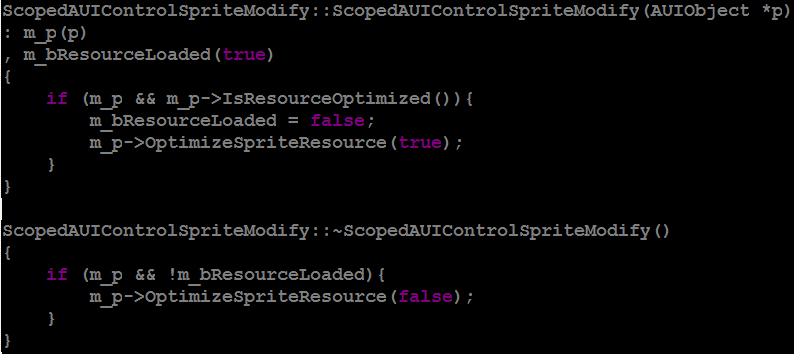 ScopedAUIControlSpriteModify::ScopedAUIControlSpriteModify(AUIObject *p)
: m_p(p)
, m_bResourceLoaded(true)
{
    if (m_p && m_p->IsResourceOptimized()){
        m_bResourceLoaded = false;
        m_p->OptimizeSpriteResource(true);
    }
}

ScopedAUIControlSpriteModify::~ScopedAUIControlSpriteModify()
{
    if (m_p && !m_bResourceLoaded){
        m_p->OptimizeSpriteResource(false);
    }
}